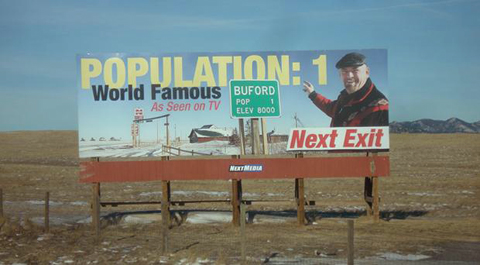 POPULATION: 1
World Famous
As Seen on TV
BUFORD
POP 1
ELEV 8000
Next Exit
NEXTMEDIA